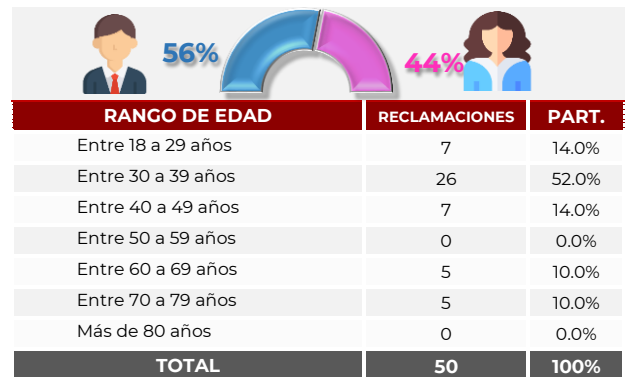 56% 44%
RANGO DE EDAD RECLAMACIONES PART.
Entre 18 a 29 años 7 14.0%
Entre 30 a 39 años 26 52.0%
Entre 40 a 49 años 7 14.0%
Entre 50 a 59 años 0 0.0%
Entre 60 a 69 años 5 10.0%
Entre 70 a 79 años 5 10.0%
Más de 80 años 0 0.0%
TOTAL 50 100%